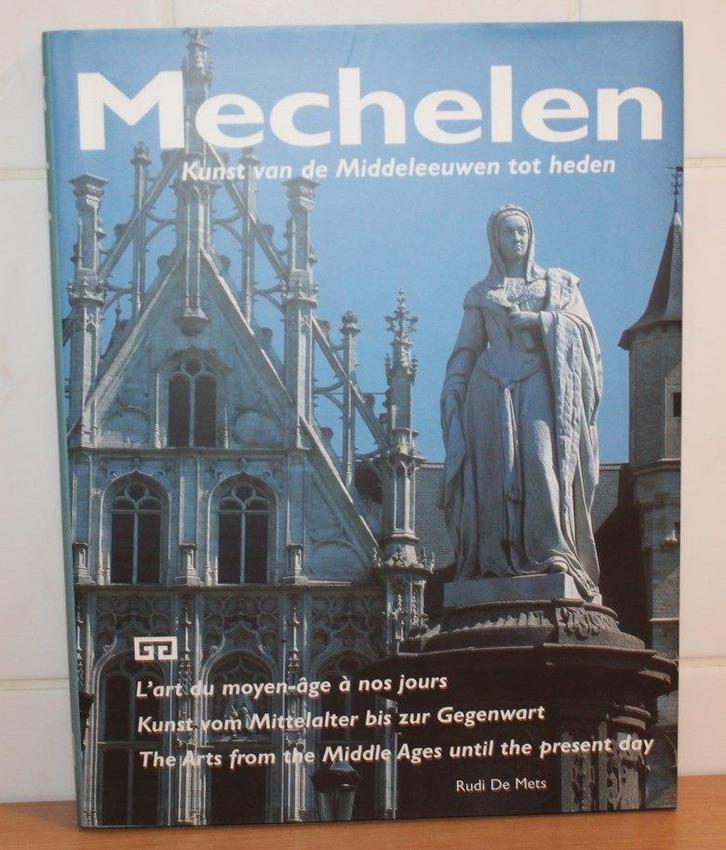 Mechelen
Kunst van de Middeleeuwen tot heden
L'art du moyen-âge à nos jours
Kunst vom Mittelalter bis zur Gegenwart
The Arts from the Middle Ages until the present day
Rudi De Mets